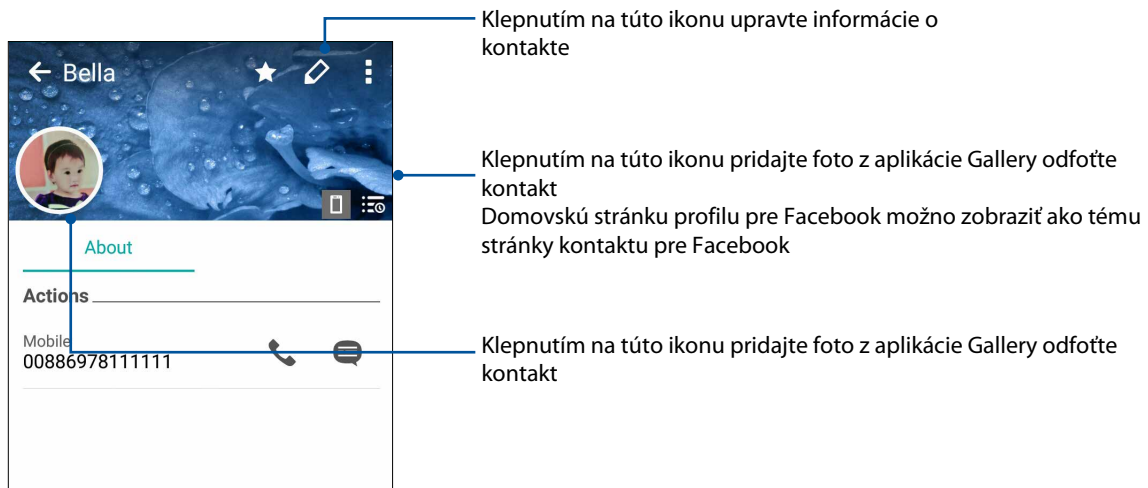 Klepnutím na túto ikonu upravte informácie o
kontakte
Bella
Klepnutím na túto ikonu pridajte foto z aplikácie Gallery odfoťte
kontakt
Domovskú stránku profilu pre Facebook možno zobraziť ako tému
stránky kontaktu pre Facebook
About
Actions
Mobile
00886978111111
Klepnutím na túto ikonu pridajte foto z aplikácie Gallery odfoťte
kontakt